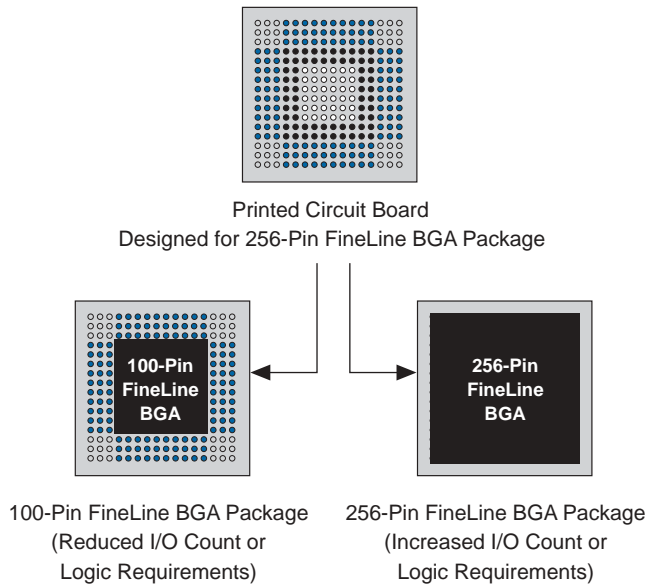 Printed Circuit Board
Designed for 256-Pin FineLine BGA Package
100-Pin
FineLine
BGA
256-Pin
FineLine
BGA
100-Pin FineLine BGA Package
(Reduced I/O Count or
Logic Requirements)
256-Pin FineLine BGA Package
(Increased I/O Count or
Logic Requirements)